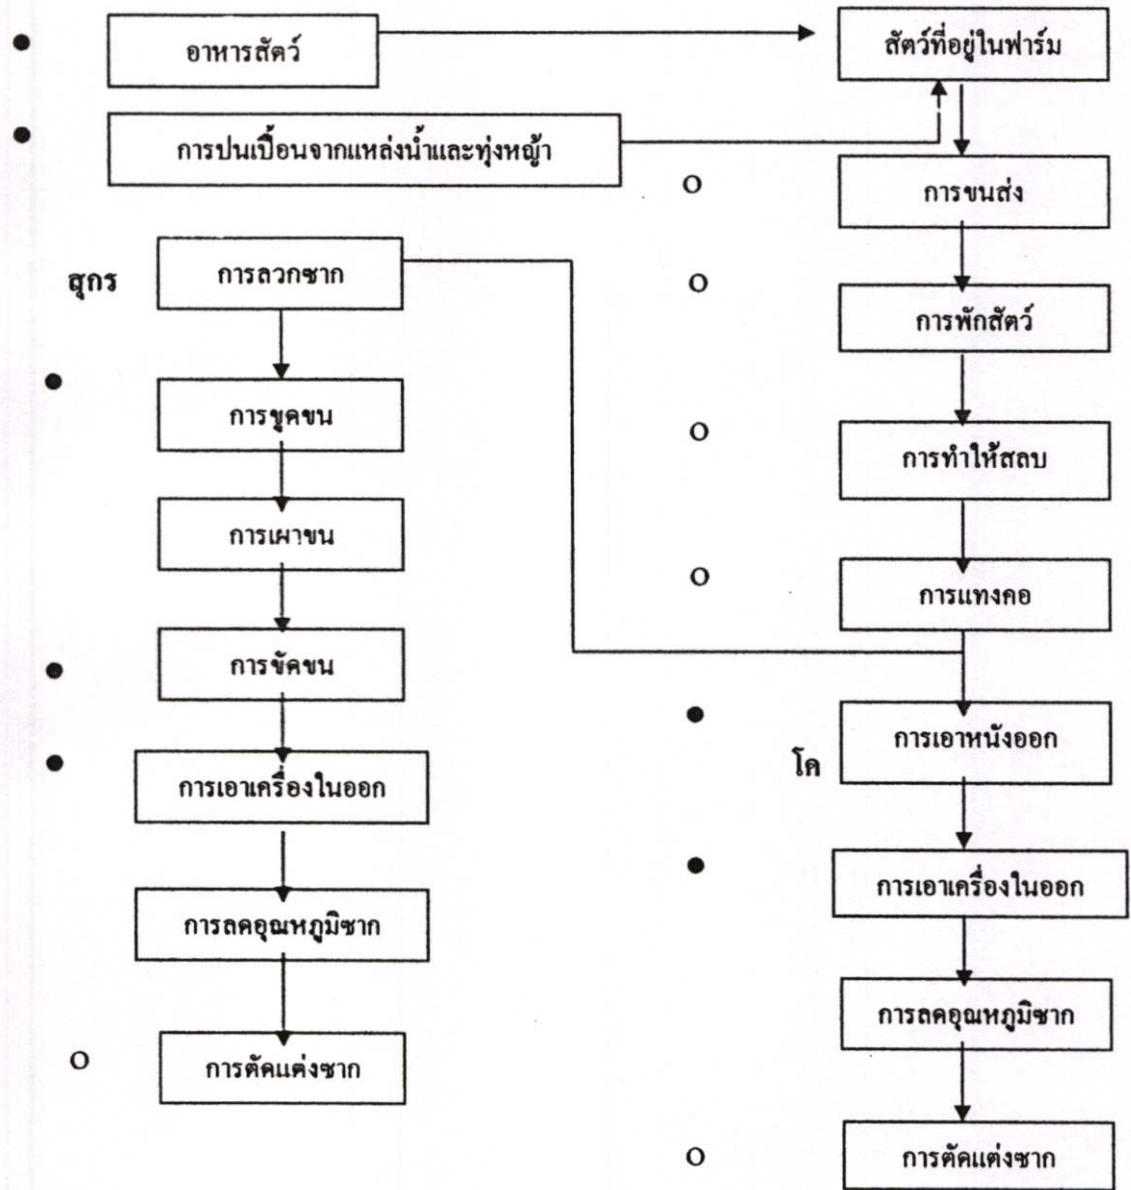 อาหารสัตว์
สัตว์ที่อยู่ในฟาร์ม
การปนเปื้อนจากแหล่งน้ำและทุ่งหญ้า
การขนส่ง
สุกร
การลวกซาก
การพักสัตว์
การขูดขน
การทำให้สลบ
การเผาขน
การแทงคอ
การขัดขน
การเอาหนังออก
โค
การเอาเครื่องในออก
การเอาเครื่องในออก
การลดอุณหภูมิซาก
การลดอุณหภูมิซาก
การตัดแต่งซาก
การตัดแต่งซาก